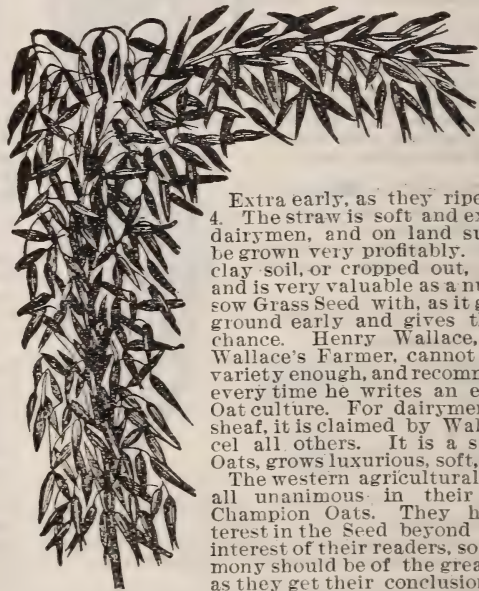 Extra early, as they ripe
4. The straw is soft and ex
dairymen, and on land su
be grown very profitably.
clay soil, or cropped out,
and is very valuable as a nu
sow Grass Seed with, as it g
ground early and gives t
chance. Henry Wallace,
Wallace's Farmer, cannot
variety enough, and recomm
every time he writes an e
Oat culture. For dairyme
sheaf, it is claimed by Wal
cel all others. It is a s
Oats, grows luxurious, soft,
The western agricultural
all unanimous in their
Champion Oats. They h
terest in the Seed beyond
interest of their readers, so
mony should be of the grea
as they get their conclusion